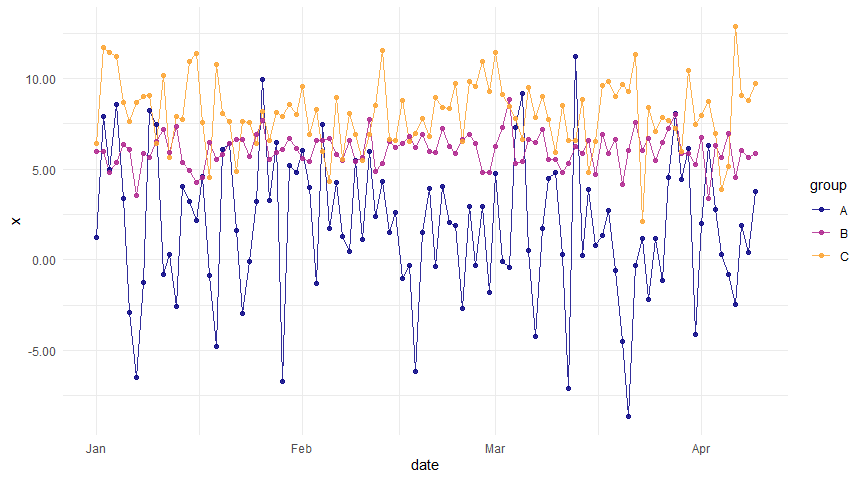 10.00
5.00
0.00
-5.00
x
Jan Feb Mar Apr
date
group
A
B
C